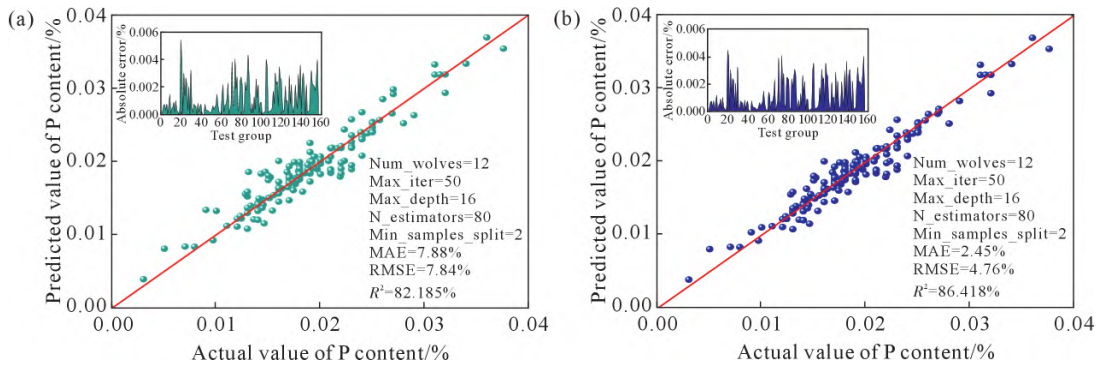 (a)
Predicted value of P content/%
0.04
0.03
0.02
0.01
0.00
0.00
0.01
0.02
0.03
0.04
Actual value of P content/%
Absolute error/%
0.006
0.004
0.002
0.000
0 20 40 60 80 100 120 140 160
Test group
Num_wolves=12
Max_iter=50
Max_depth=16
N_estimators=80
Min_samples_split=2
MAE=7.88%
RMSE=7.84%
R²=82.185%
(b)
Predicted value of P content/%
0.04
0.03
0.02
0.01
0.00
0.00
0.01
0.02
0.03
0.04
Actual value of P content/%
Absolute error/%
0.006
0.004
0.002
0.000
0 20 40 60 80 100 120 140 160
Test group
Num_wolves=12
Max_iter=50
Max_depth=16
N_estimators=80
Min_samples_split=2
MAE=2.45%
RMSE=4.76%
R²=86.418%